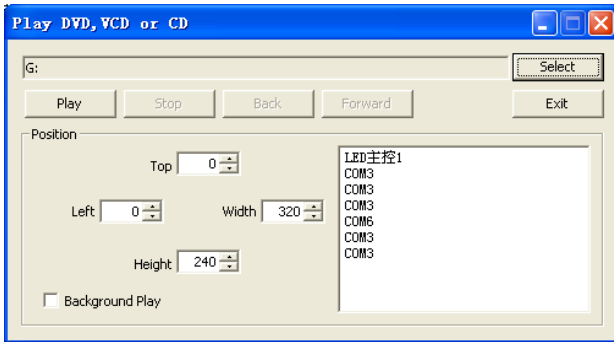 Play DVD,VCD or CD
G:
Select
Play Stop Back Forward Exit
Position
Top 0
Left 0 Width 320
Height 240
Background Play
LED主控1
COM3
COM3
COM3
COM6
COM3
COM3